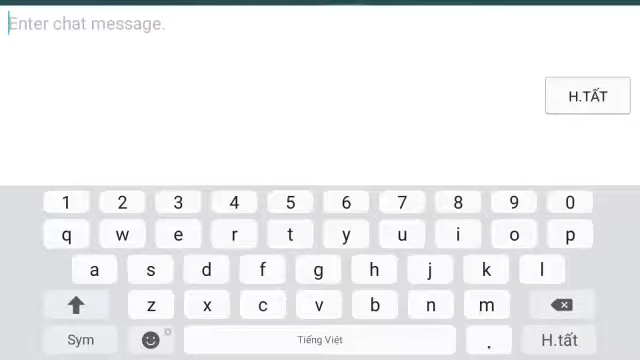 Enter chat message.
H.TẤT
1 2 3 4 5 6 7 8 9 0
q w e r t y u i o p
a s d f g h j k l
z x c v b n m
Sym Tiếng Việt . H.tất